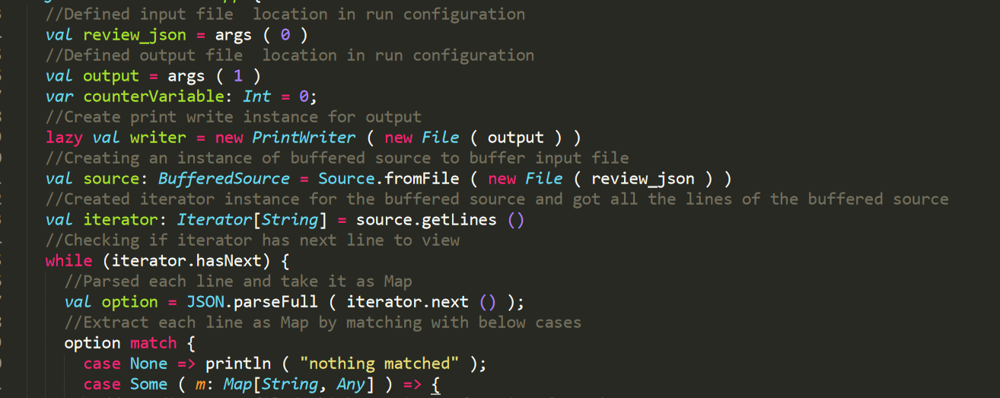 //Defined input file  location in run configuration
val review_json = args ( 0 )
//Defined output file  location in run configuration
val output = args ( 1 )
var counterVariable: Int = 0;
//Create print write instance for output
lazy val writer = new PrintWriter ( new File ( output ) )
//Creating an instance of buffered source to buffer input file
val source: BufferedSource = Source.fromFile ( new File ( review_json ) )
//Created iterator instance for the buffered source and got all the lines of the buffered source
val iterator: Iterator[String] = source.getLines ()
//Checking if iterator has next line to view
while (iterator.hasNext) {
//Parsed each line and take it as Map
val option = JSON.parseFull ( iterator.next () );
//Extract each line as Map by matching with below cases
option match {
case None => println ( "nothing matched" );
case Some ( m: Map[String, Any] ) => {